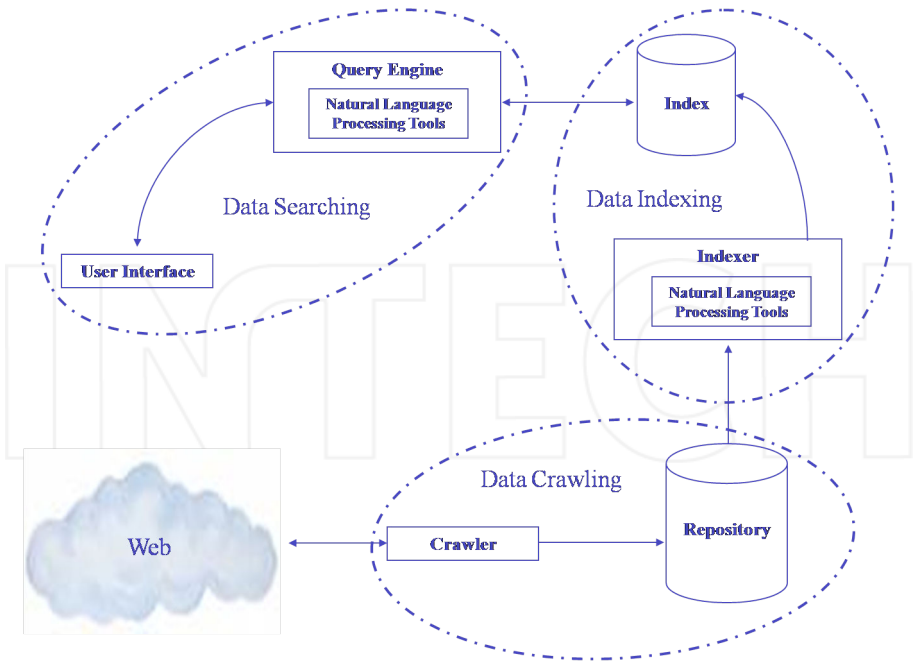 Query Engine
Natural Language
Processing Tools
Index
Data Searching
Data Indexing
User Interface
Indexer
Natural Language
Processing Tools
INTECH
Data Crawling
Web
Crawler
Repository